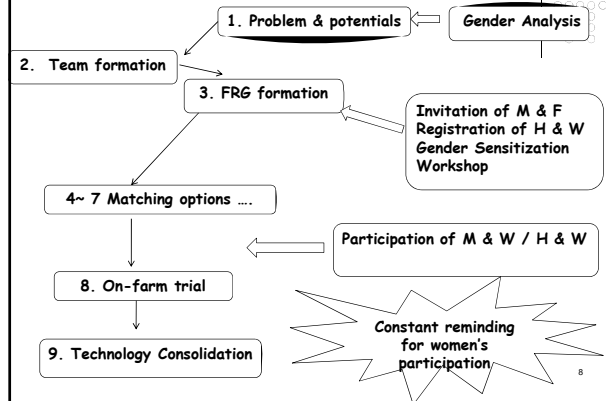 1. Problem & potentials
Gender Analysis
2. Team formation
3. FRG formation
Invitation of M & F
Registration of H & W
Gender Sensitization
Workshop
4~ 7 Matching options ….
Participation of M & W / H & W
8. On-farm trial
Constant reminding
for women's
participation
9. Technology Consolidation
8